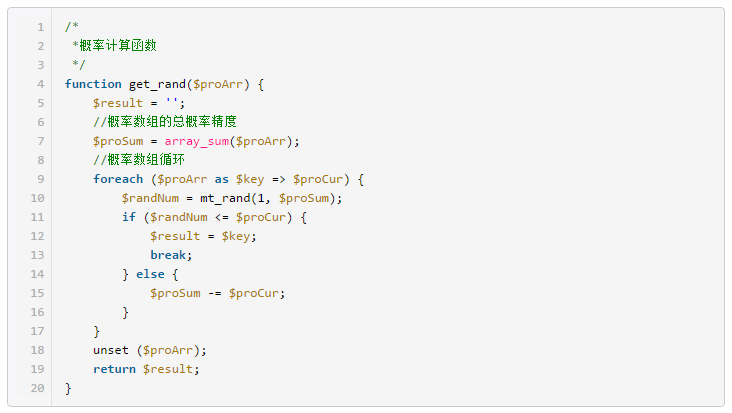 1 /*
2  *概率计算函数
3  */
4 function get_rand($proArr) {
5     $result = '';
6     //概率数组的总概率精度
7     $proSum = array_sum($proArr);
8     //概率数组循环
9     foreach ($proArr as $key => $proCur) {
10         $randNum = mt_rand(1, $proSum);
11         if ($randNum <= $proCur) {
12             $result = $key;
13             break;
14         } else {
15             $proSum -= $proCur;
16         }
17     }
18     unset ($proArr);
19     return $result;
20 }